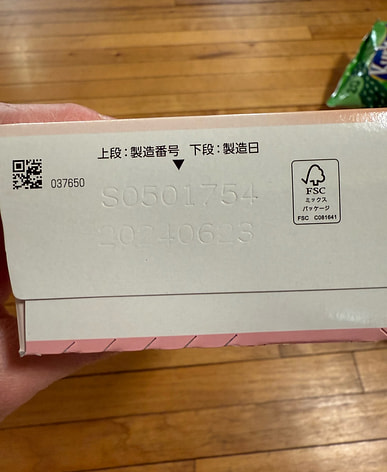 上段：製造番号 下段：製造日
037650
S0501754
20240623
FSC
ミックス
パッケージ
FSC C081641